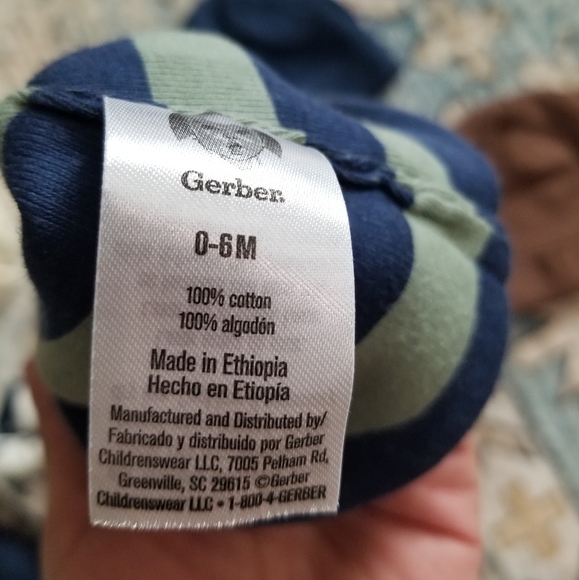 Gerber.
0-6M
100% cotton
100% algodón
Made in Ethiopia
Hecho en Etiopía
Manufactured and Distributed by/
Fabricado y distribuido por Gerber
Childrenswear LLC, 7005 Pelham Rd,
Greenville, SC 29615 ©Gerber
Childrenswear LLC • 1-800-4-GERBER